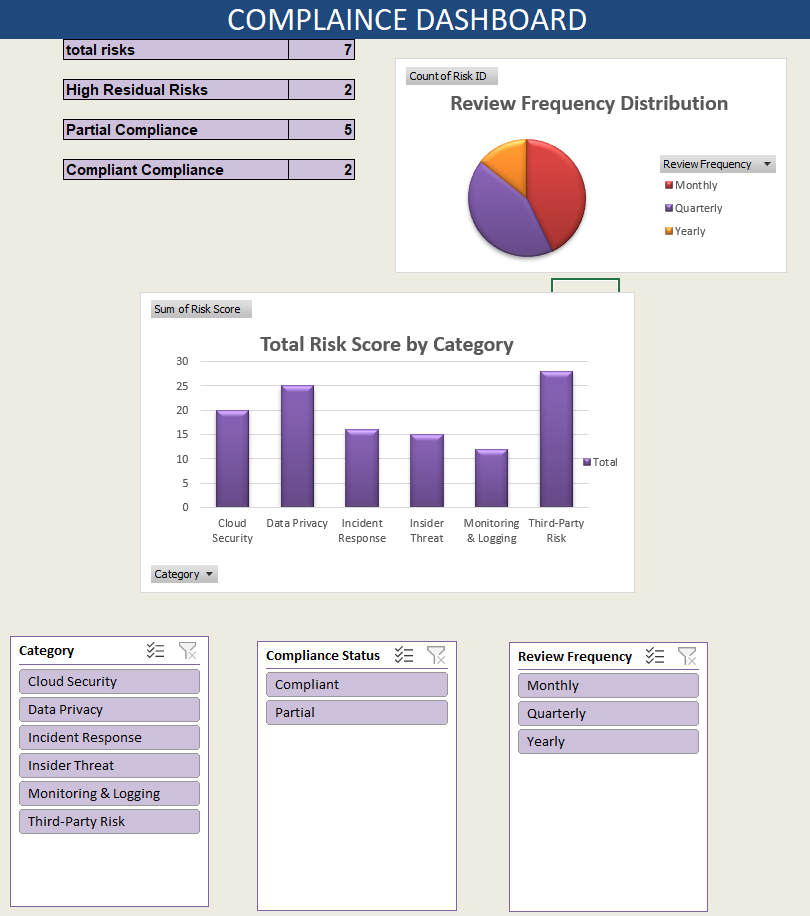 COMPLAINCE DASHBOARD
total risks 7
High Residual Risks 2
Partial Compliance 5
Compliant Compliance 2
Count of Risk ID
Review Frequency Distribution
Review Frequency
Monthly
Quarterly
Yearly
Sum of Risk Score
Total Risk Score by Category
30
25
20
15
10
5
0
Total
Cloud Security
Data Privacy
Incident Response
Insider Threat
Monitoring & Logging
Third-Party Risk
Category
Category
Cloud Security
Data Privacy
Incident Response
Insider Threat
Monitoring & Logging
Third-Party Risk
Compliance Status
Compliant
Partial
Review Frequency
Monthly
Quarterly
Yearly